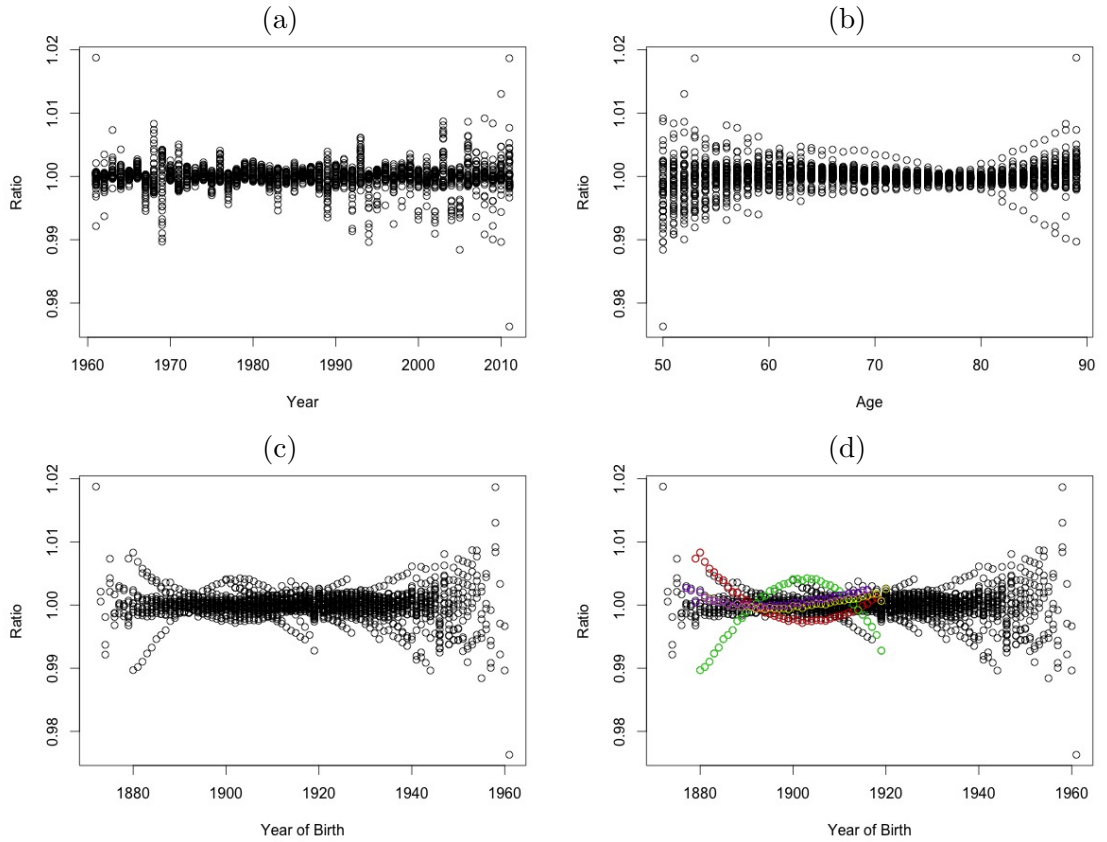 (a)
1.02
1.01
1.00
0.99
0.98
Ratio
1960 1970 1980 1990 2000 2010
Year
(b)
1.02
1.01
1.00
0.99
0.98
Ratio
50 60 70 80 90
Age
(c)
1.02
1.01
1.00
0.99
0.98
Ratio
1880 1900 1920 1940 1960
Year of Birth
(d)
1.02
1.01
1.00
0.99
0.98
Ratio
1880 1900 1920 1940 1960
Year of Birth